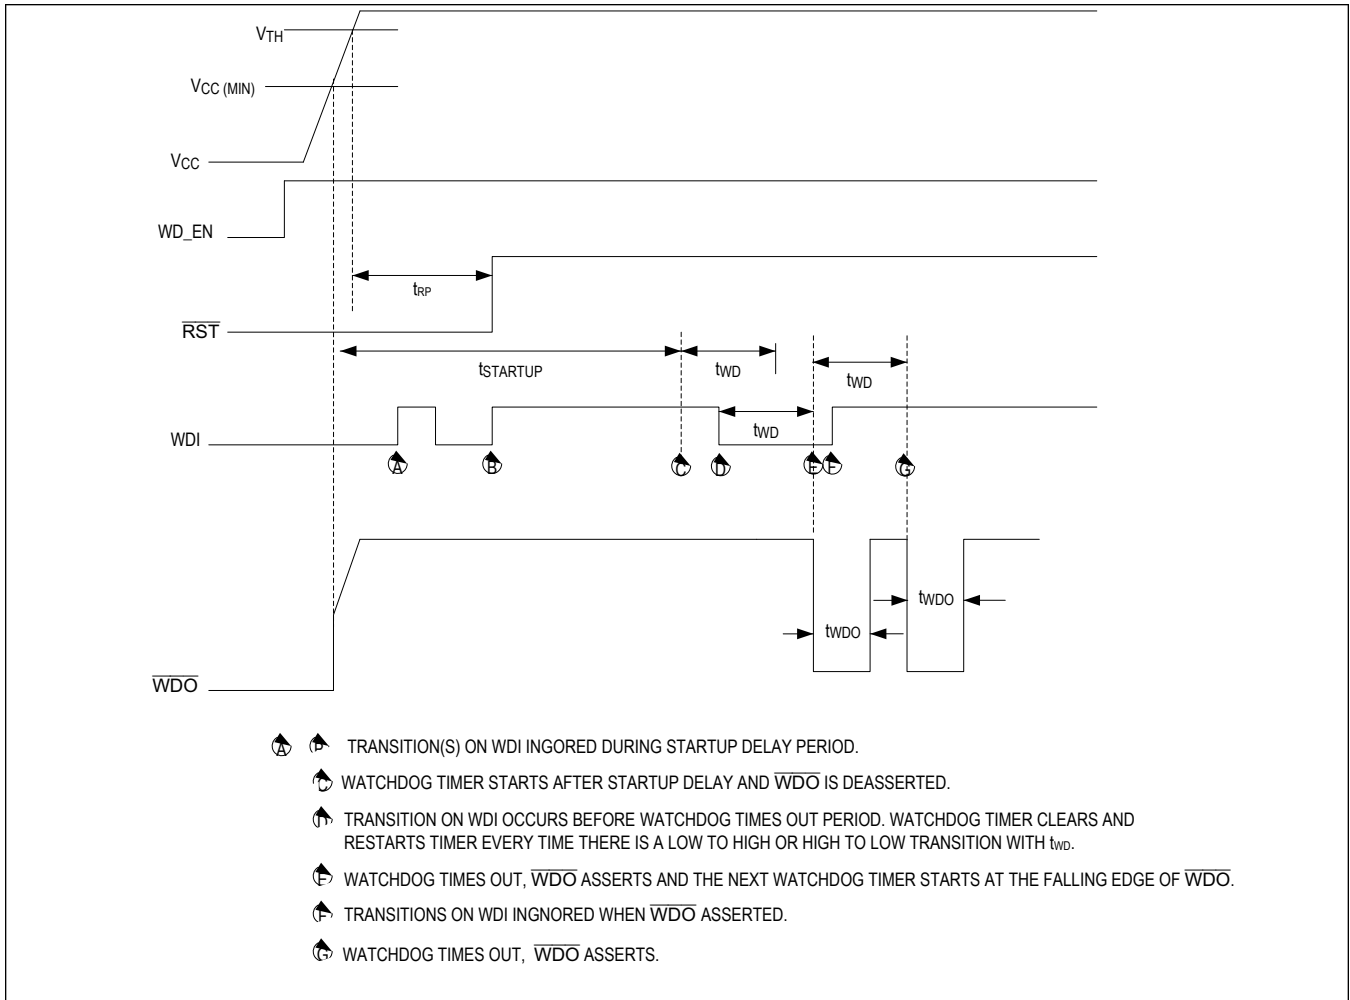 VTH
VCC (MIN)
VCC
WD_EN
tRP
RST
tSTARTUP
tWD
tWD
WDI
tWD
A
B
C
D
E
F
G
tWDO
tWDO
WDO
A TRANSITION(S) ON WDI INGORED DURING STARTUP DELAY PERIOD.
C WATCHDOG TIMER STARTS AFTER STARTUP DELAY AND WDO IS DEASSERTED.
TRANSITION ON WDI OCCURS BEFORE WATCHDOG TIMES OUT PERIOD. WATCHDOG TIMER CLEARS AND
RESTARTS TIMER EVERY TIME THERE IS A LOW TO HIGH OR HIGH TO LOW TRANSITION WITH tWD.
WATCHDOG TIMES OUT, WDO ASSERTS AND THE NEXT WATCHDOG TIMER STARTS AT THE FALLING EDGE OF WDO.
F TRANSITIONS ON WDI INGNORED WHEN WDO ASSERTED.
G WATCHDOG TIMES OUT, WDO ASSERTS.